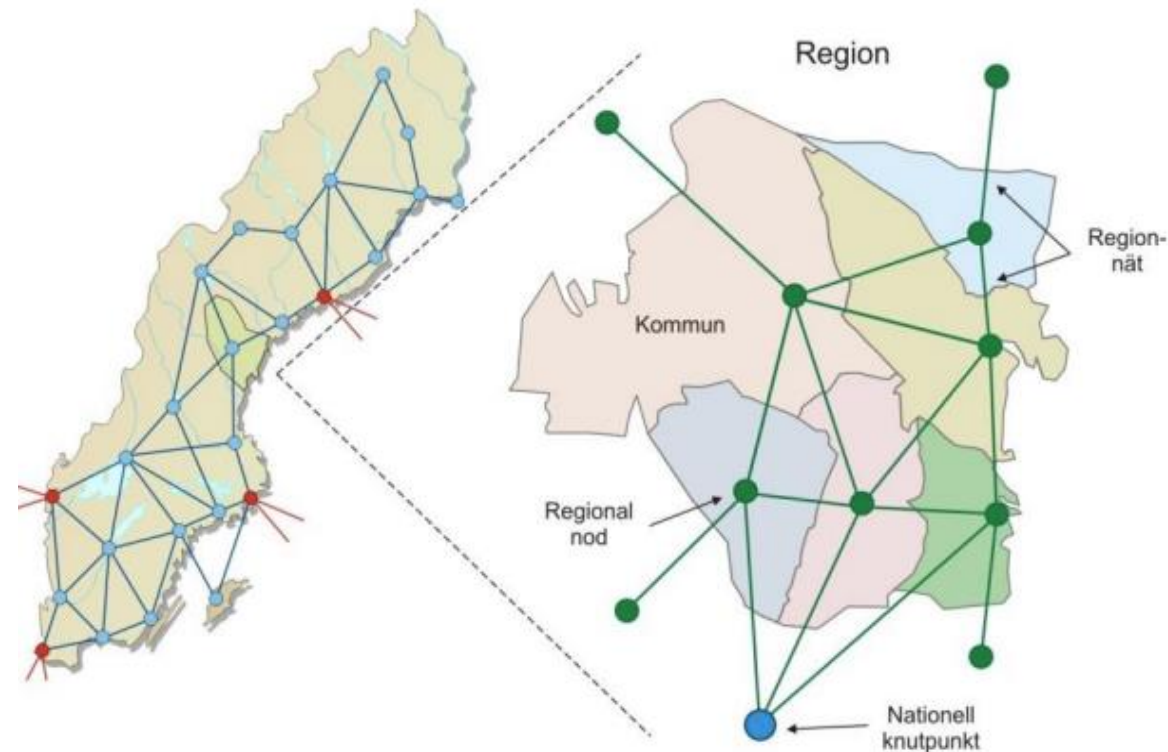 Region
Region-
nät
Kommun
Regional
nod
Nationell
knutpunkt